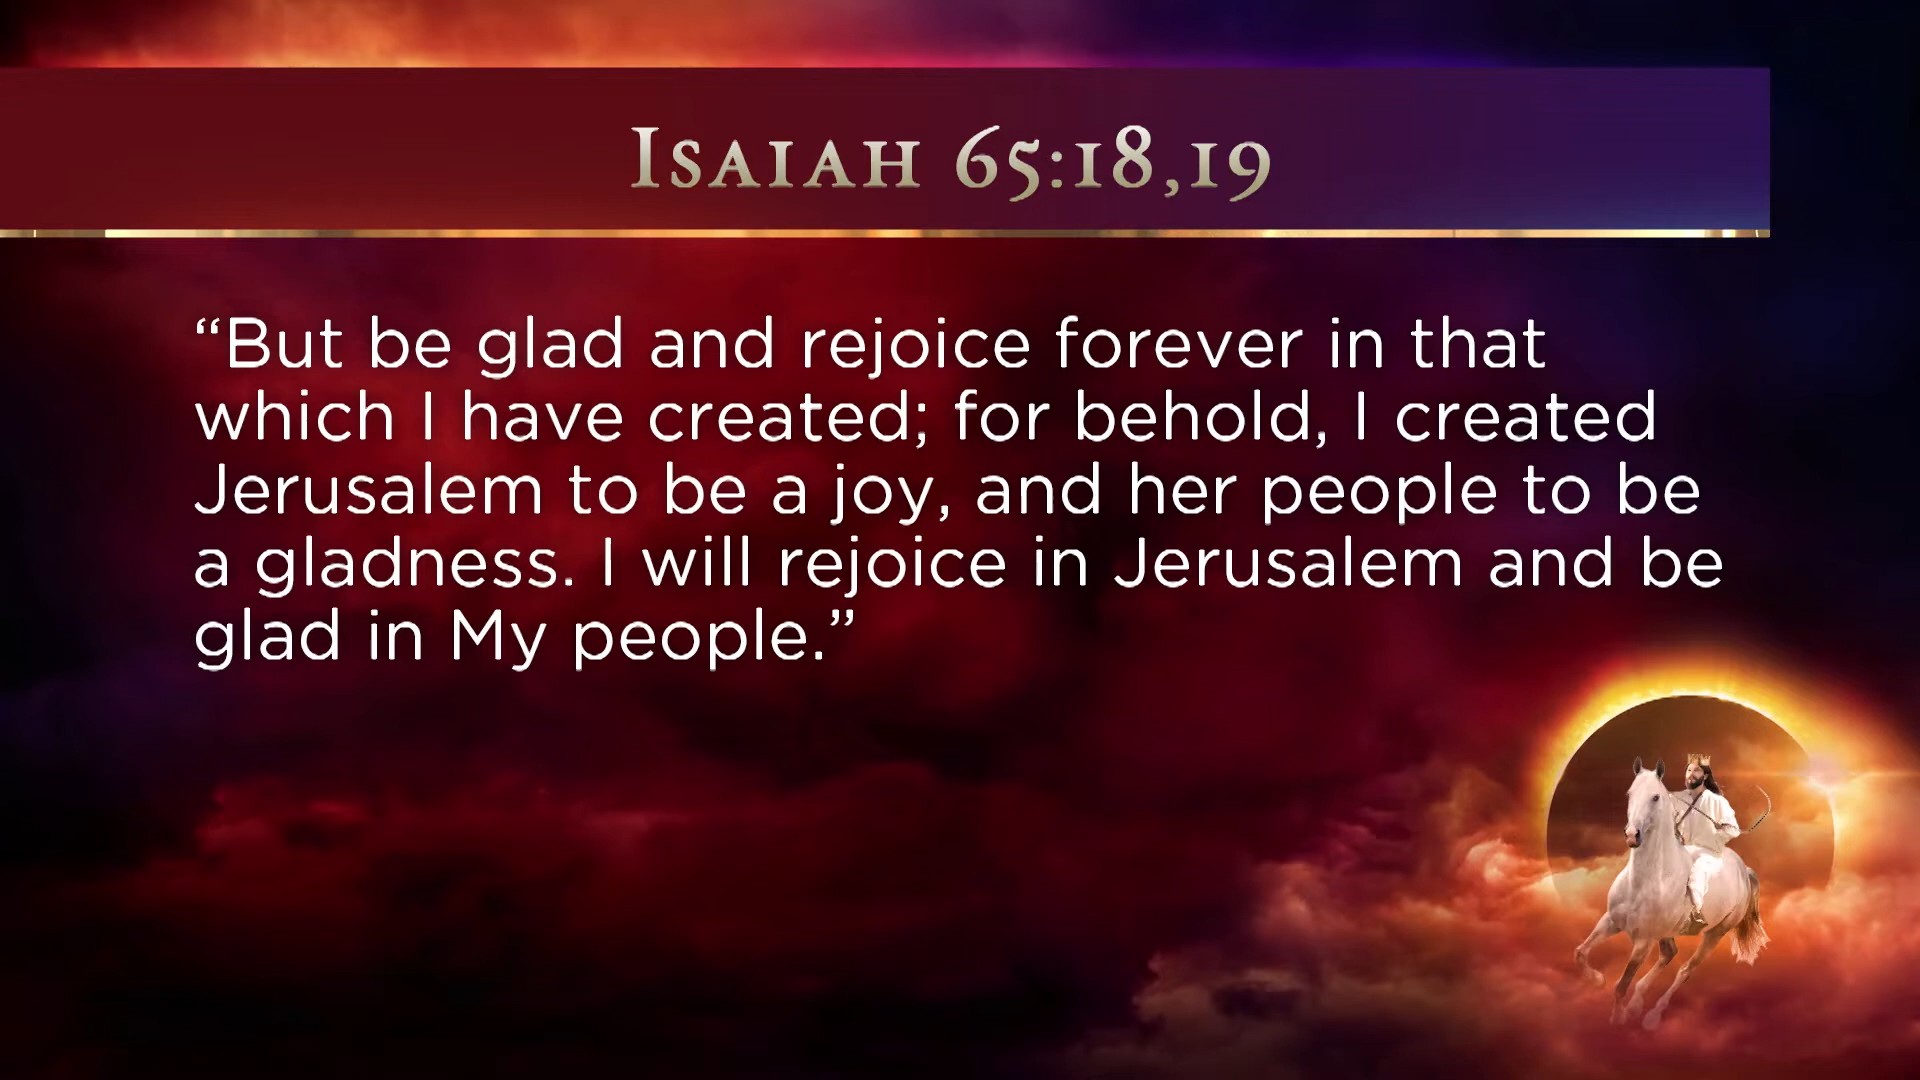 Isaiah 65:18,19
“But be glad and rejoice forever in that
which I have created; for behold, I created
Jerusalem to be a joy, and her people to be
a gladness. I will rejoice in Jerusalem and be
glad in My people.”